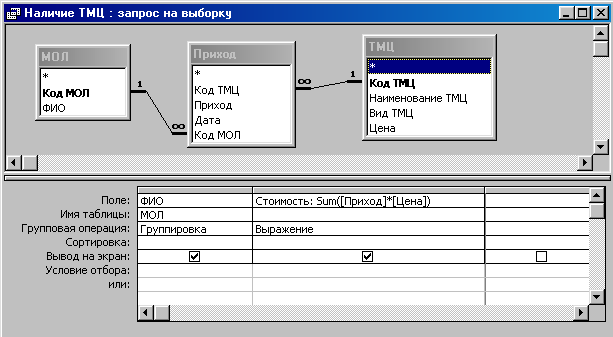 Наличие ТМЦ : запрос на выборку
МОЛ
*
Код МОЛ
ФИО
1
∞
Приход
*
Код ТМЦ
Приход
Дата
Код МОЛ
∞
1
ТМЦ
*
Код ТМЦ
Наименование ТМЦ
Вид ТМЦ
Цена
Поле: ФИО Стоимость: Sum([Приход]*[Цена])
Имя таблицы: МОЛ
Групповая операция: Группировка Выражение
Сортировка:
Вывод на экран:
Условие отбора:
или: